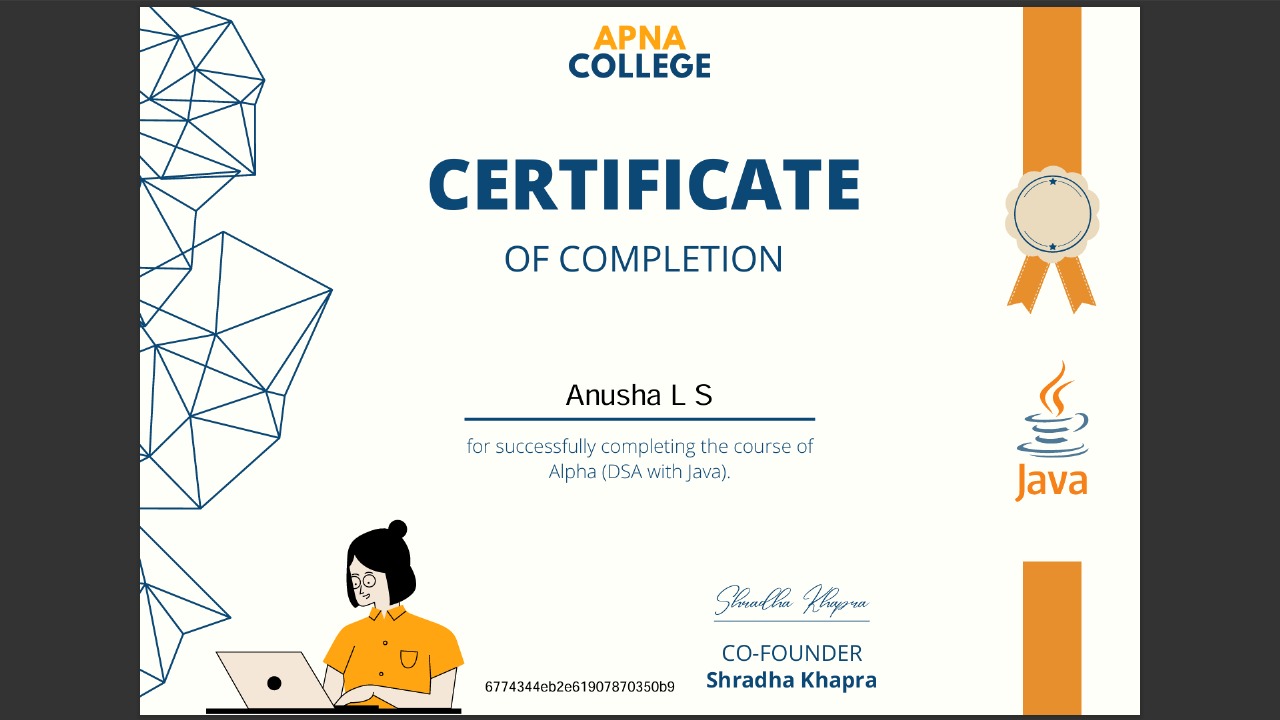 APNA
COLLEGE
CERTIFICATE
OF COMPLETION
Anusha L S
for successfully completing the course of
Alpha (DSA with Java).
Java
Shradha Khapra
CO-FOUNDER
Shradha Khapra
6774344eb2e61907870350b9